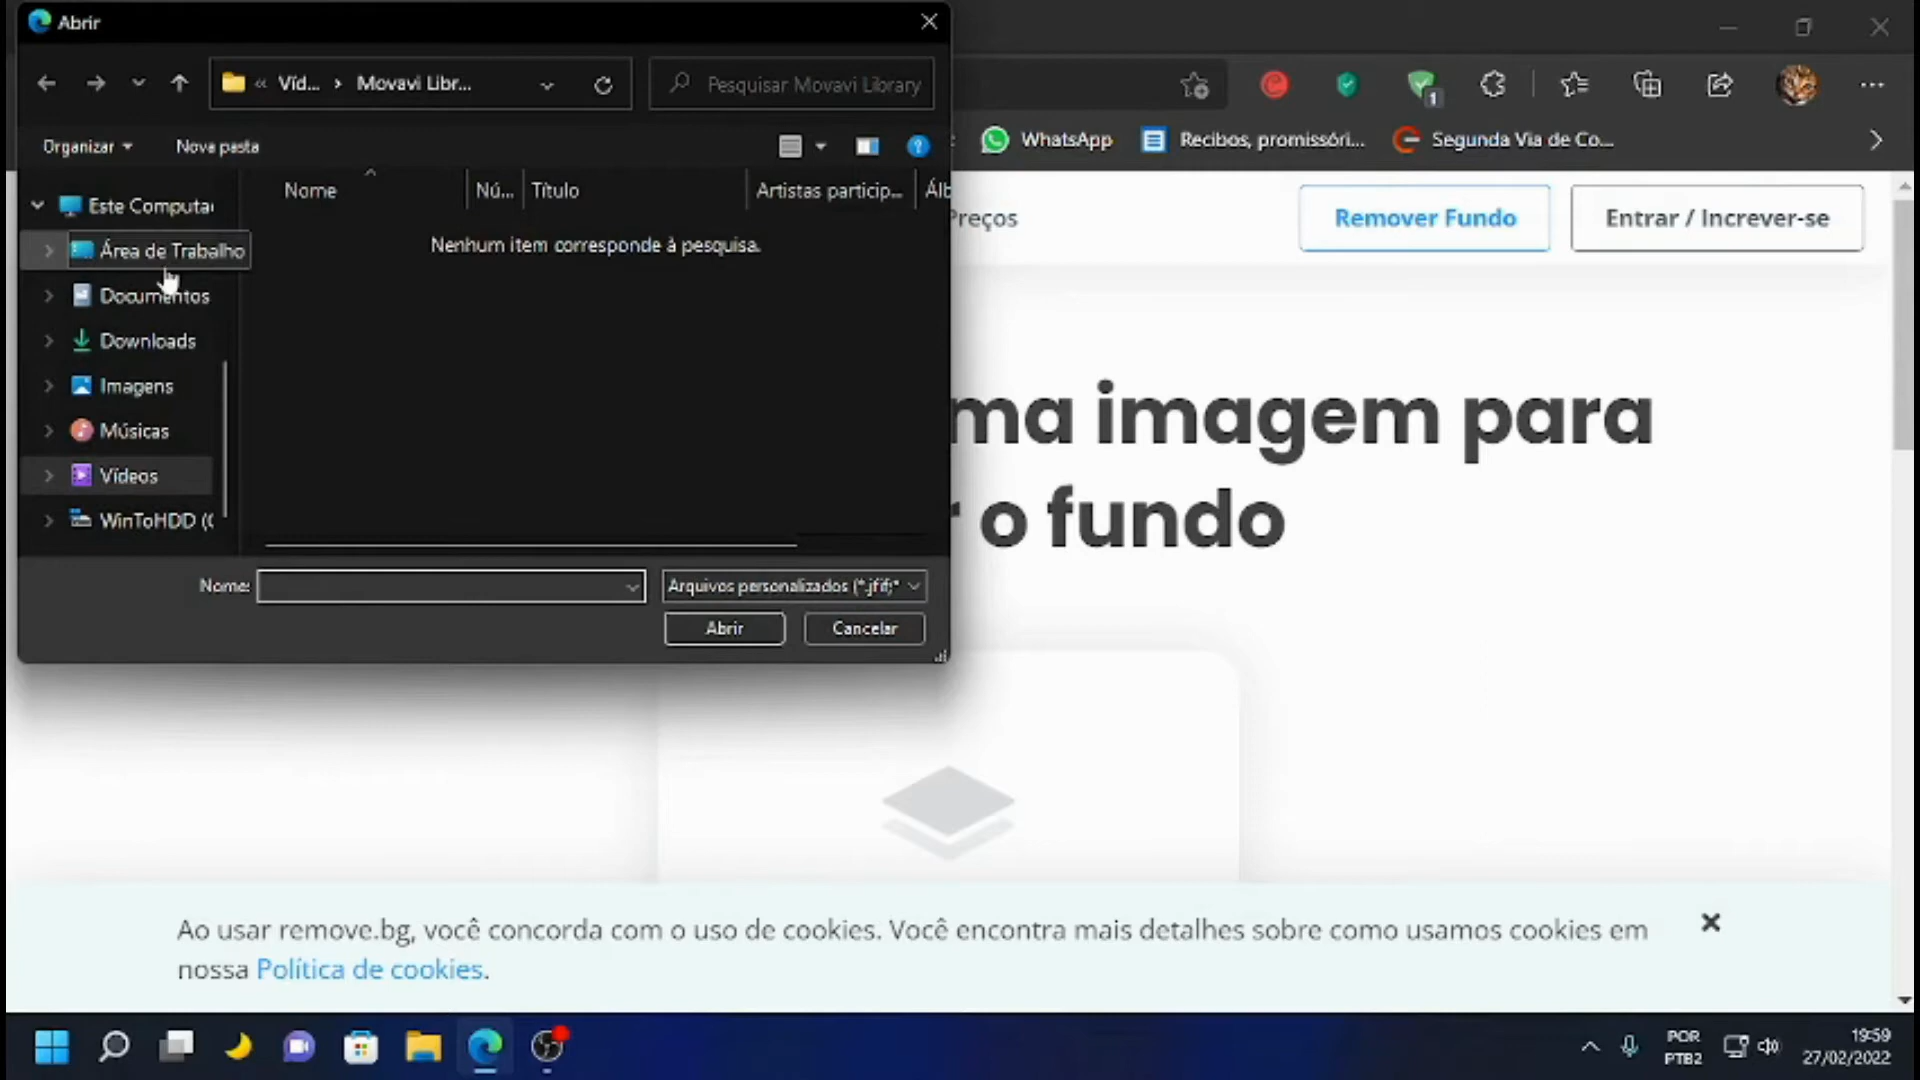 Abrir
« Víd... › Movavi Libr...
Pesquisar Movavi Library
Organizar
Nova pasta
Nome
Nú...
Título
Artistas particip...
Álb
Este Computa
Área de Trabalho
Documentos
Downloads
Imagens
Músicas
Vídeos
WinToHDD (C
Nenhum item corresponde à pesquisa.
Nome:
Arquivos personalizados (*.jfif;*
Abrir
Cancelar
1
WhatsApp
Recibos, promissóri...
Segunda Via de Co...
Preços
Remover Fundo
Entrar / Increver-se
ma imagem para
r o fundo
Ao usar remove.bg, você concorda com o uso de cookies. Você encontra mais detalhes sobre como usamos cookies em
nossa Política de cookies.
POR
PTB2
19:59
27/02/2022